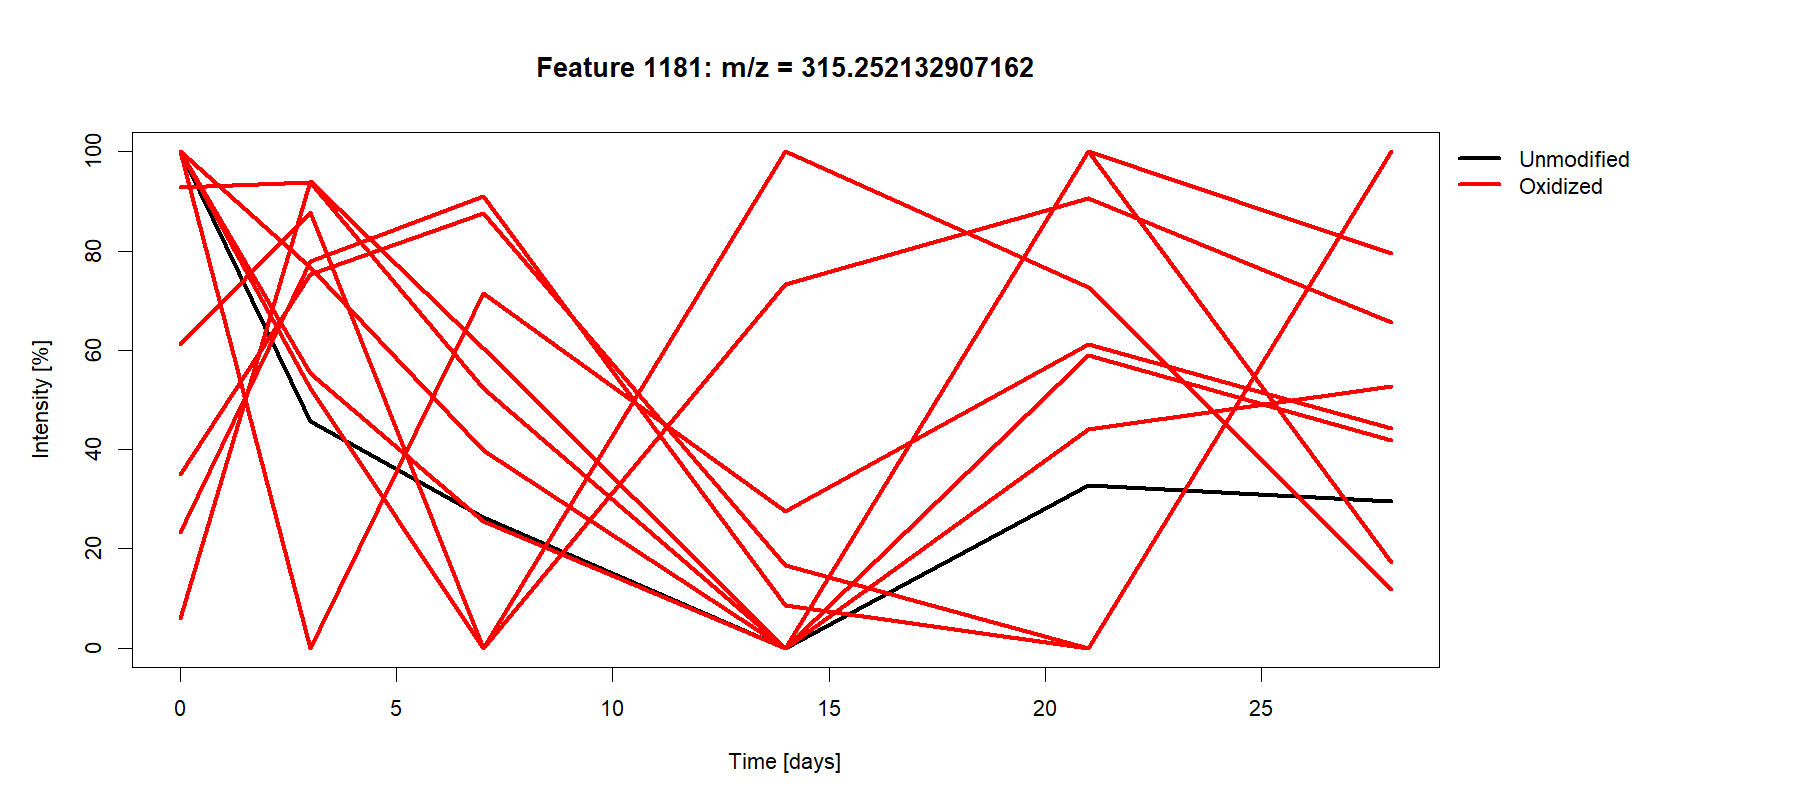 Feature 1181: m/z = 315.252132907162
Unmodified
Oxidized
Intensity [%]
100
80
60
40
20
0
0 5 10 15 20 25
Time [days]